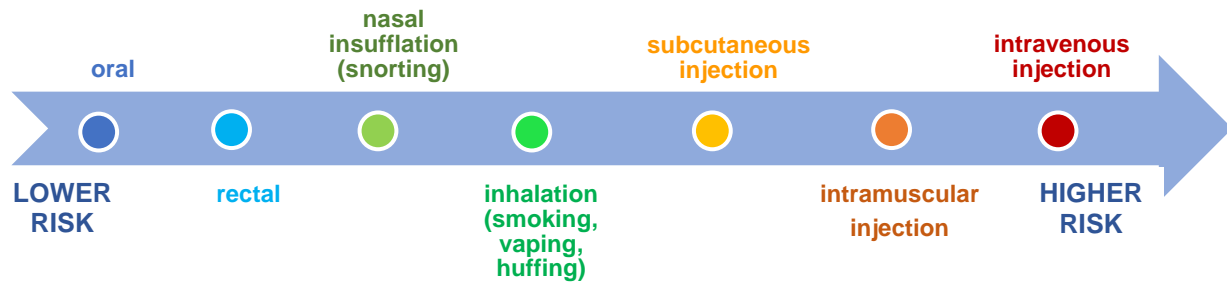 oral
nasal
insufflation
(snorting)
subcutaneous
injection
intravenous
injection
LOWER
RISK
rectal
inhalation
(smoking,
vaping,
huffing)
intramuscular
injection
HIGHER
RISK